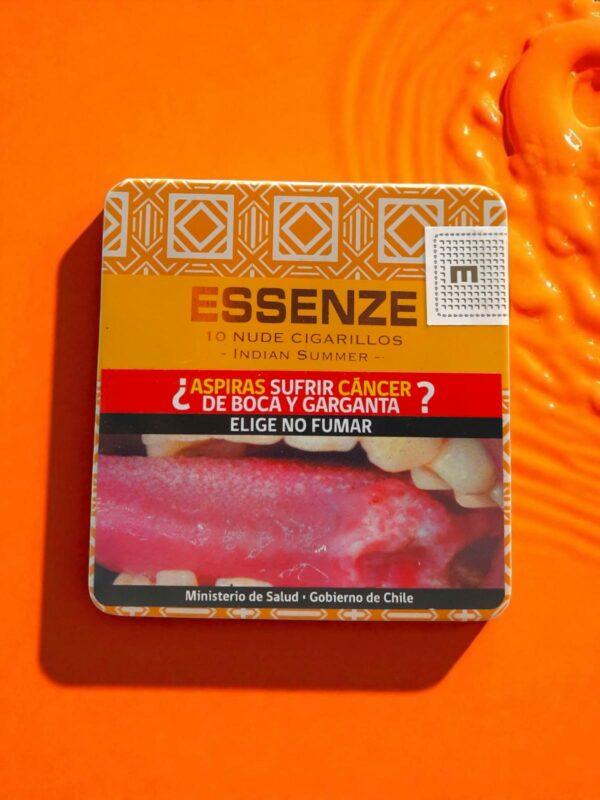 m
ESSENZE
10 NUDE CIGARILLOS
- INDIAN SUMMER -
¿ASPIRAS SUFRIR CÁNCER
DE BOCA Y GARGANTA?
ELIGE NO FUMAR
Ministerio de Salud · Gobierno de Chile